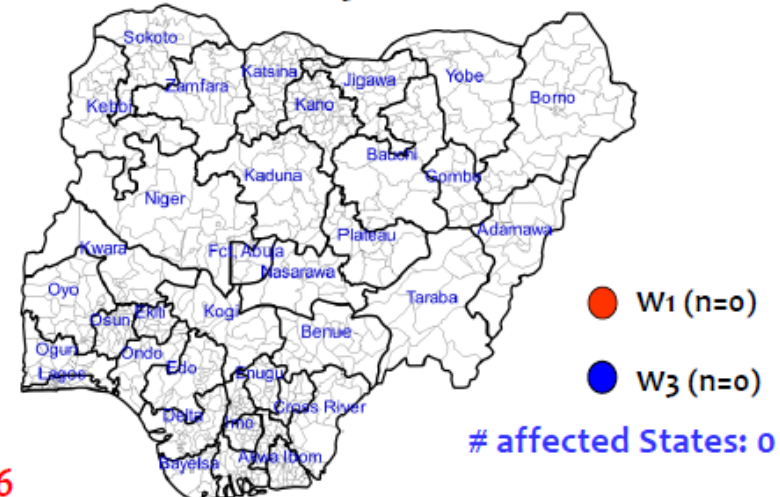 Sokoto
Katsina
Jigawa
Yobe
Zamfara
Borno
Kebbi
Kano
Bauchi
Kaduna
Gombe
Niger
Adamawa
Plateau
Kwara
Fct, Abuja
Nasarawa
Oyo
Taraba
W1 (n=0)
Osun
Ekiti
Kogi
Benue
Ogun
Ondo
Edo
Lagos
Enugu
W3 (n=0)
Cross River
Delta
Imo
# affected States: 0
Bayelsa
Akwa Ibom
6